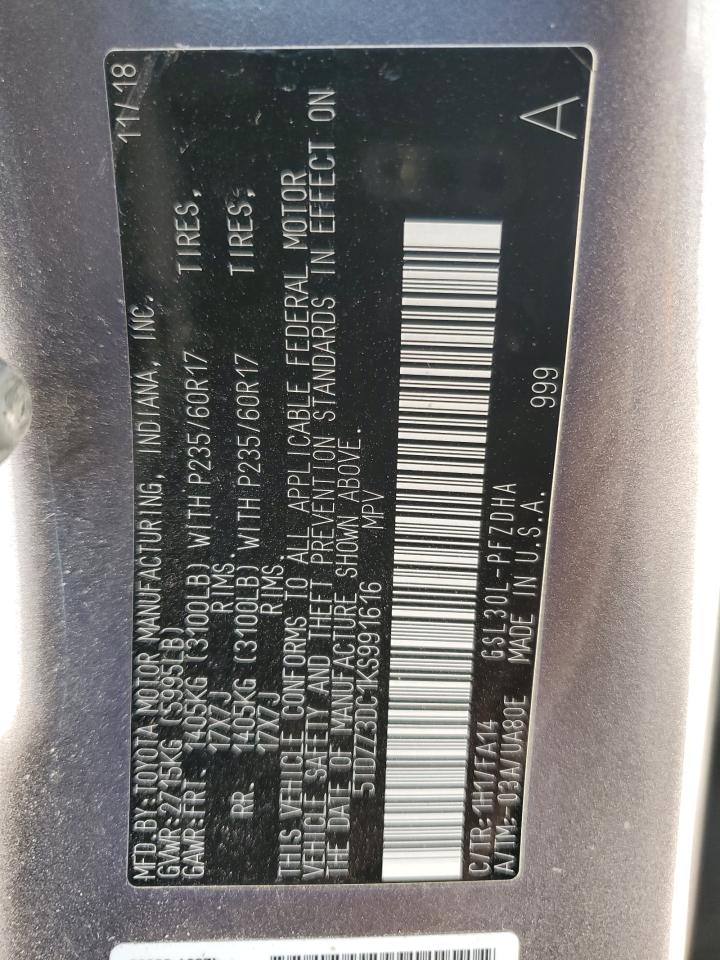 MFD.BY:TOYOTA MOTOR MANUFACTURING, INDIANA, INC. 11/18
GVWR:2715KG (5995LB)
GAWR:FRT. 1405KG (3100LB) WITH P235/60R17 TIRES,
17X7J RIMS.
RR. 1405KG (3100LB) WITH P235/60R17 TIRES,
17X7J RIMS.
THIS VEHICLE CONFORMS TO ALL APPLICABLE FEDERAL MOTOR
VEHICLE SAFETY AND THEFT PREVENTION STANDARDS IN EFFECT ON
THE DATE OF MANUFACTURE SHOWN ABOVE.
5TDZZ3DC1KS991616 MPV
C/TR:1H1/FA14 GSL30L-PFZDHA 999
A/TM:-03A/UA80E MADE IN U.S.A. A